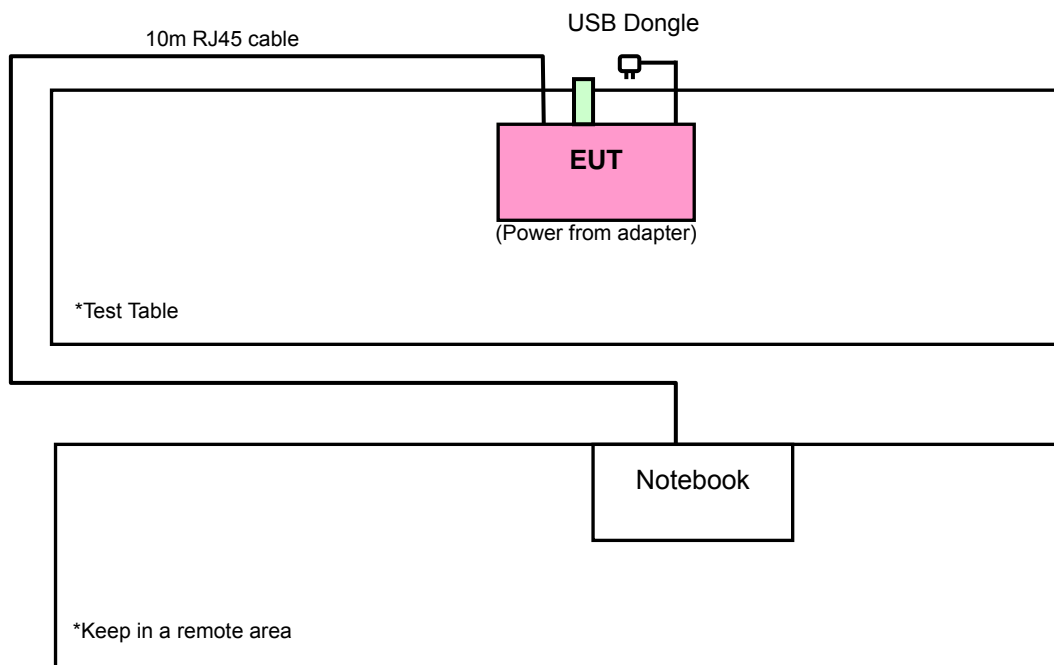 USB Dongle
10m RJ45 cable
EUT
(Power from adapter)
*Test Table
Notebook
*Keep in a remote area